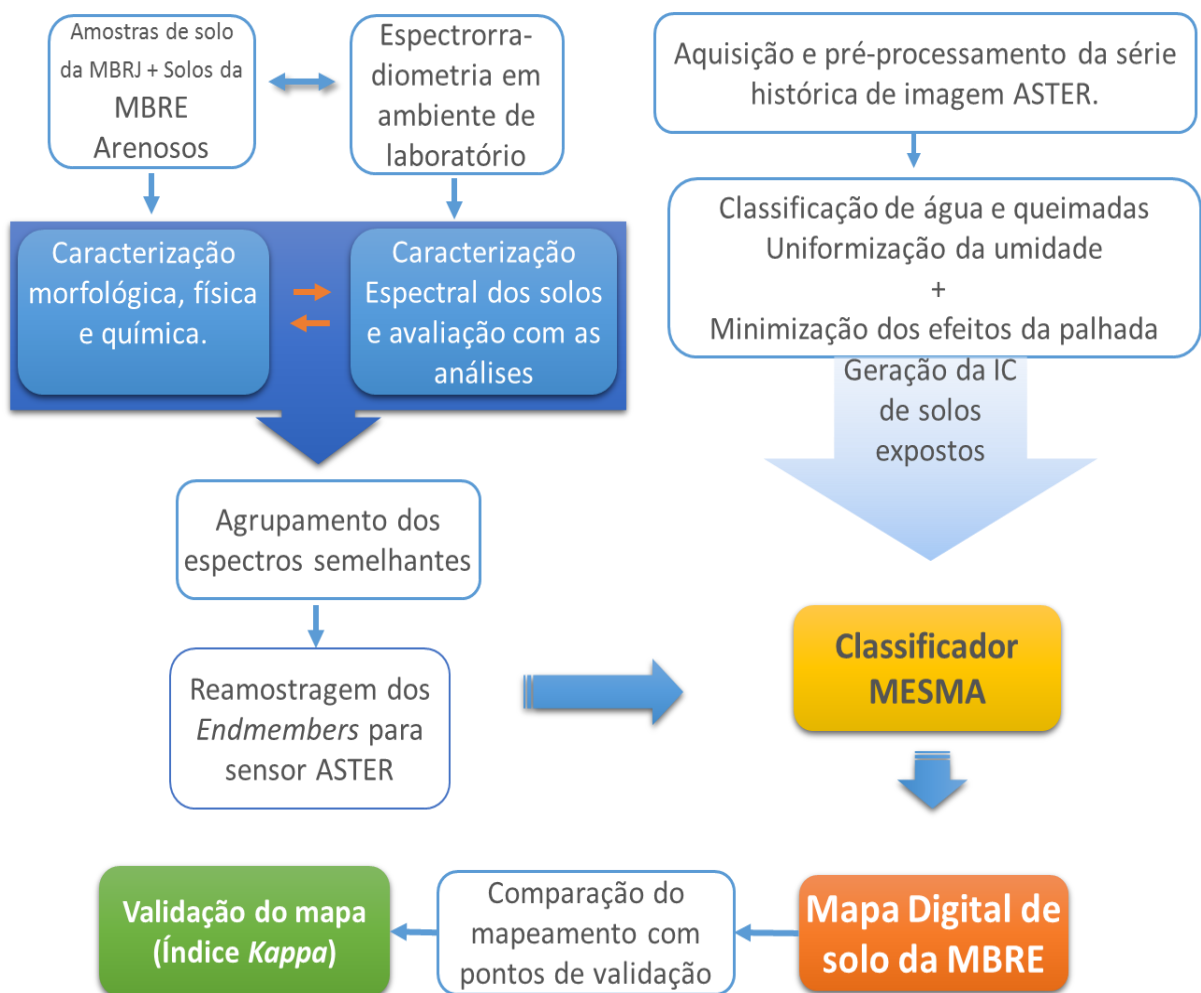 Amostras de solo
da MBRJ + Solos da
MBRE
Arenosos
Espectrorra-
diometria em
ambiente de
laboratório
Aquisição e pré-processamento da série
histórica de imagem ASTER.
Classificação de água e queimadas
Uniformização da umidade
+
Minimização dos efeitos da palhada
Geração da IC
de solos
expostos
Caracterização
morfológica, física
e química.
Caracterização
Espectral dos solos
e avaliação com as
análises
Agrupamento dos
espectros semelhantes
Reamostragem dos
Endmembers para
sensor ASTER
Classificador
MESMA
Mapa Digital de
solo da MBRE
Comparação do
mapeamento com
pontos de validação
Validação do mapa
(Índice Kappa)